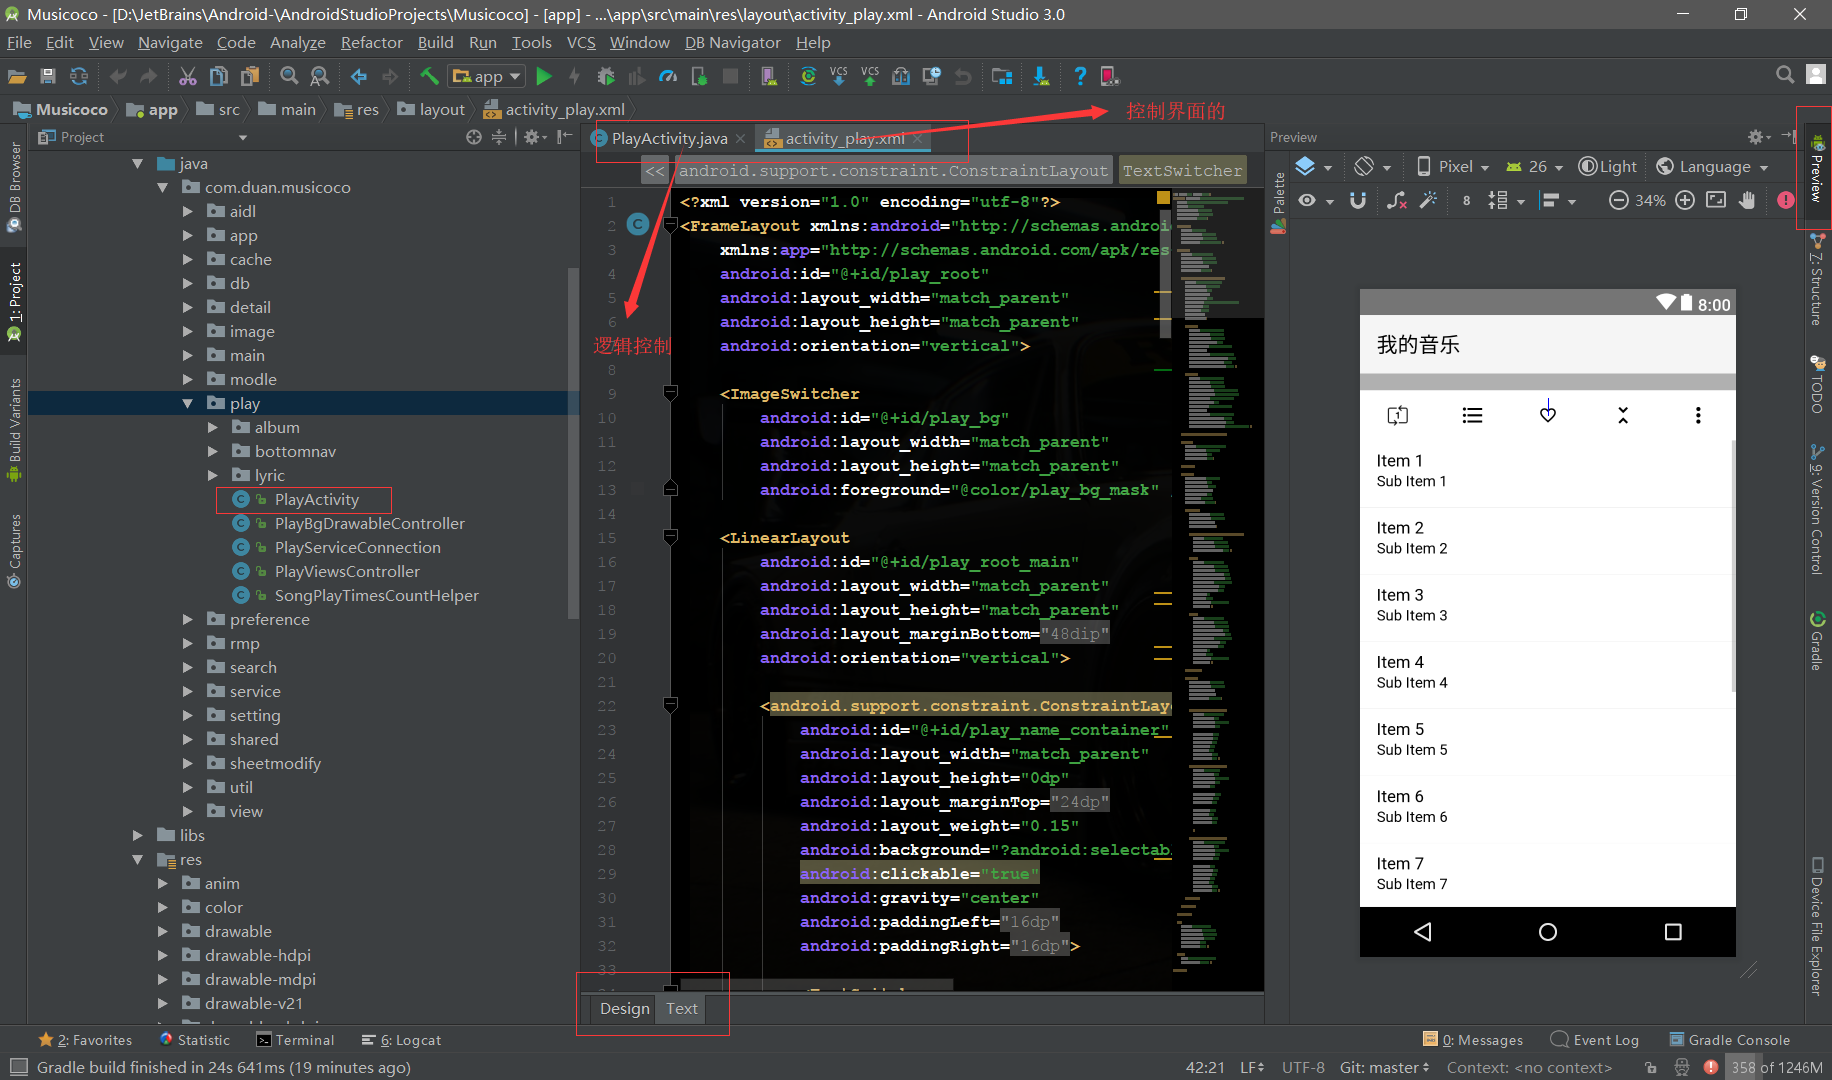 Musicoco - [D:\JetBrains\Android-\AndroidStudioProjects\Musicoco] - [app] - ...\app\src\main\res\layout\activity_play.xml - Android Studio 3.0
File Edit View Navigate Code Analyze Refactor Build Run Tools VCS Window DB Navigator Help
app
VCS VCS
Musicoco app src main res layout activity_play.xml
控制界面的
Project
PlayActivity.java activity_play.xml
Preview
<< android.support.constraint.ConstraintLayout TextSwitcher
Pixel 26 Light Language
8 34%
DB Browser
1: Project
Build Variants
Captures
java
com.duan.musicoco
aidl
app
cache
db
detail
image
main
modle
play
album
bottomnav
lyric
PlayActivity
PlayBgDrawableController
PlayServiceConnection
PlayViewsController
SongPlayTimesCountHelper
preference
rmp
search
service
setting
shared
sheetmodify
util
view
libs
res
anim
color
drawable
drawable-hdpi
drawable-mdpi
drawable-v21
逻辑控制
1 <?xml version="1.0" encoding="utf-8"?>
2 <FrameLayout xmlns:android="http://schemas.androi
3 xmlns:app="http://schemas.android.com/apk/res
4 android:id="@+id/play_root"
5 android:layout_width="match_parent"
6 android:layout_height="match_parent"
android:orientation="vertical">
8
9 <ImageSwitcher
10 android:id="@+id/play_bg"
11 android:layout_width="match_parent"
12 android:layout_height="match_parent"
13 android:foreground="@color/play_bg_mask"
14
15 <LinearLayout
16 android:id="@+id/play_root_main"
17 android:layout_width="match_parent"
18 android:layout_height="match_parent"
19 android:layout_marginBottom="48dip"
20 android:orientation="vertical">
21
22 <android.support.constraint.ConstraintLay
23 android:id="@+id/play_name_container"
24 android:layout_width="match_parent"
25 android:layout_height="0dp"
26 android:layout_marginTop="24dp"
27 android:layout_weight="0.15"
28 android:background="?android:selectab
29 android:clickable="true"
30 android:gravity="center"
31 android:paddingLeft="16dp"
32 android:paddingRight="16dp">
33
Design Text
Palette
8:00
我的音乐
1
Item 1
Sub Item 1
Item 2
Sub Item 2
Item 3
Sub Item 3
Item 4
Sub Item 4
Item 5
Sub Item 5
Item 6
Sub Item 6
Item 7
Sub Item 7
Preview
7: Structure
TODO
9: Version Control
Gradle
Device File Explorer
2: Favorites Statistic Terminal 6: Logcat 0: Messages Event Log Gradle Console
Gradle build finished in 24s 641ms (19 minutes ago) 42:21 LF UTF-8 Git: master Context: <no context> 358 of 1246M